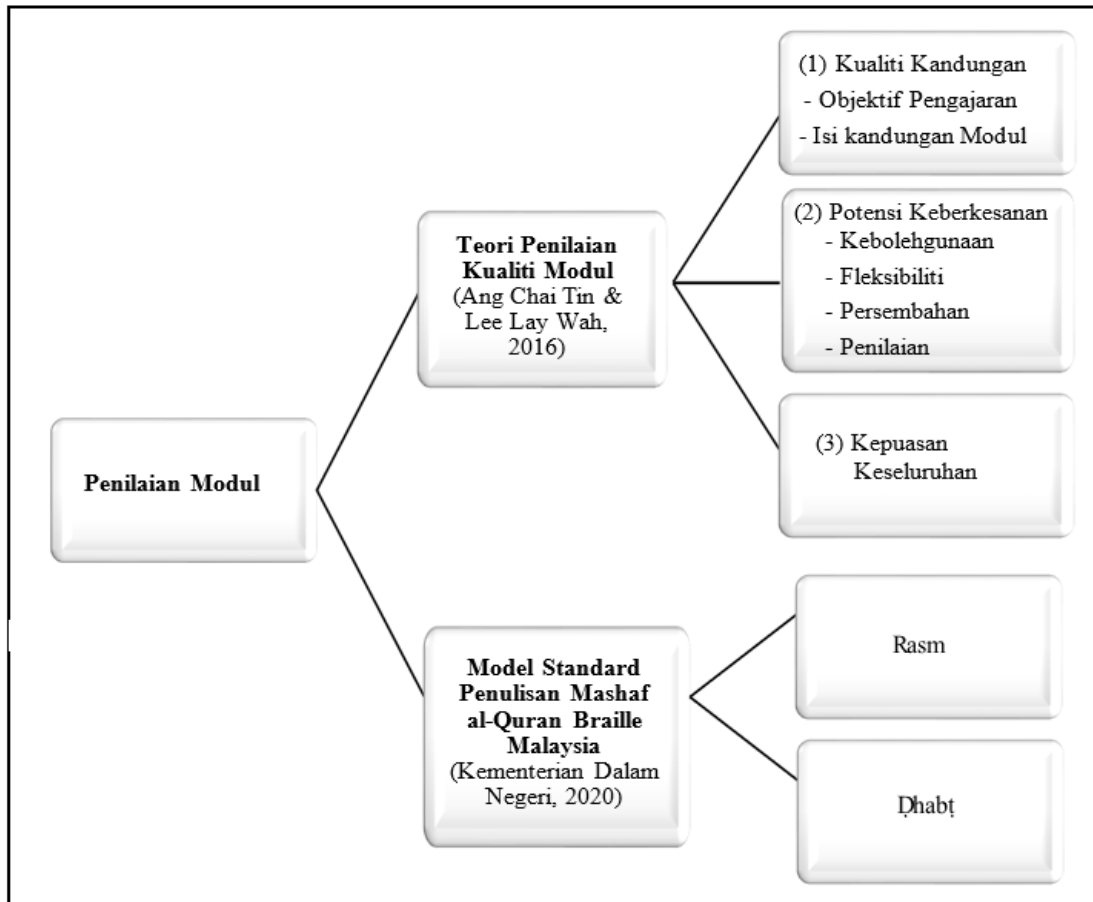 Penilaian Modul
Teori Penilaian
Kualiti Modul
(Ang Chai Tin &
Lee Lay Wah,
2016)
(1) Kualiti Kandungan
- Objektif Pengajaran
- Isi kandungan Modul
(2) Potensi Keberkesanan
- Kebolehgunaan
- Fleksibiliti
- Persembahan
- Penilaian
(3) Kepuasan
Keseluruhan
Model Standard
Penulisan Mashaf
al-Quran Braille
Malaysia
(Kementerian Dalam
Negeri, 2020)
Rasm
Ḍhabṭ